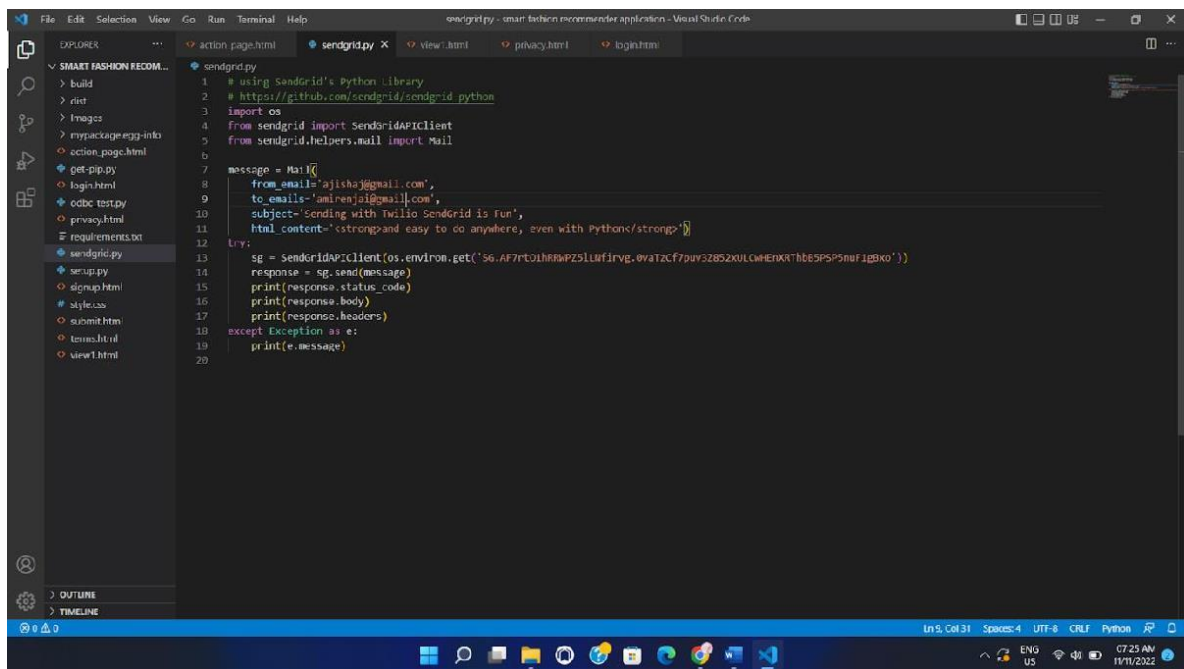 File Edit Selection View Go Run Terminal Help
sendgrid.py - smart fashion recommender application - Visual Studio Code
EXPLORER
action_page.html
sendgrid.py
view1.html
privacy.html
login.html
SMART FASHION RECOM...
build
dist
Images
mypackage.egg-info
action_page.html
get-pip.py
login.html
odbc test.py
privacy.html
requirements.txt
sendgrid.py
setup.py
signup.html
style.css
submit.html
terms.html
view1.html
OUTLINE
TIMELINE
sendgrid.py
1 # using SendGrid's Python Library
2 # https://github.com/sendgrid/sendgrid-python
3 import os
4 from sendgrid import SendGridAPIClient
5 from sendgrid.helpers.mail import Mail
6
7 message = Mail(
8 from_email='ajishaj@gmail.com',
9 to_emails='amirenjai@gmail.com',
10 subject='Sending with Twilio SendGrid is Fun',
11 html_content='<strong>and easy to do anywhere, even with Python</strong>')
12 try:
13 sg = SendGridAPIClient(os.environ.get(''))
14 response = sg.send(message)
15 print(response.status_code)
16 print(response.body)
17 print(response.headers)
18 except Exception as e:
19 print(e.message)
20
0 0
Ln 9, Col 31 Spaces: 4 UTF-8 CRLF Python
ENG
US
07:25 AM
11/11/2022